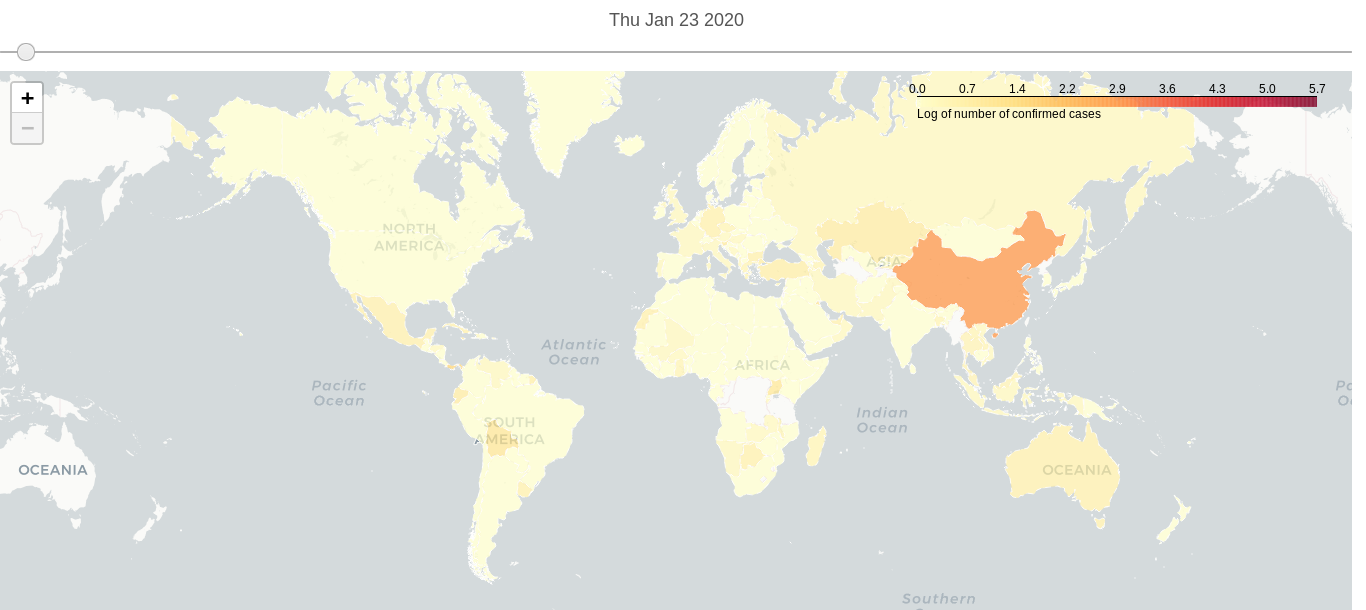 Thu Jan 23 2020
+
−
0.0 0.7 1.4 2.2 2.9 3.6 4.3 5.0 5.7
Log of number of confirmed cases
NORTH
AMERICA
ASIA
Atlantic
Ocean
AFRICA
Pacific
Ocean
Indian
Ocean
SOUTH
AMERICA
OCEANIA
OCEANIA
Southern